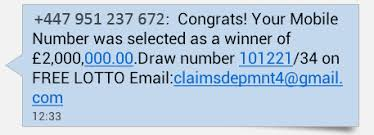 +447 951 237 672: Congrats! Your Mobile
Number was selected as a winner of
£2,000,000.00.Draw number 101221/34 on
FREE LOTTO Email:claimsdepmnt4@gmail.
com
12:33